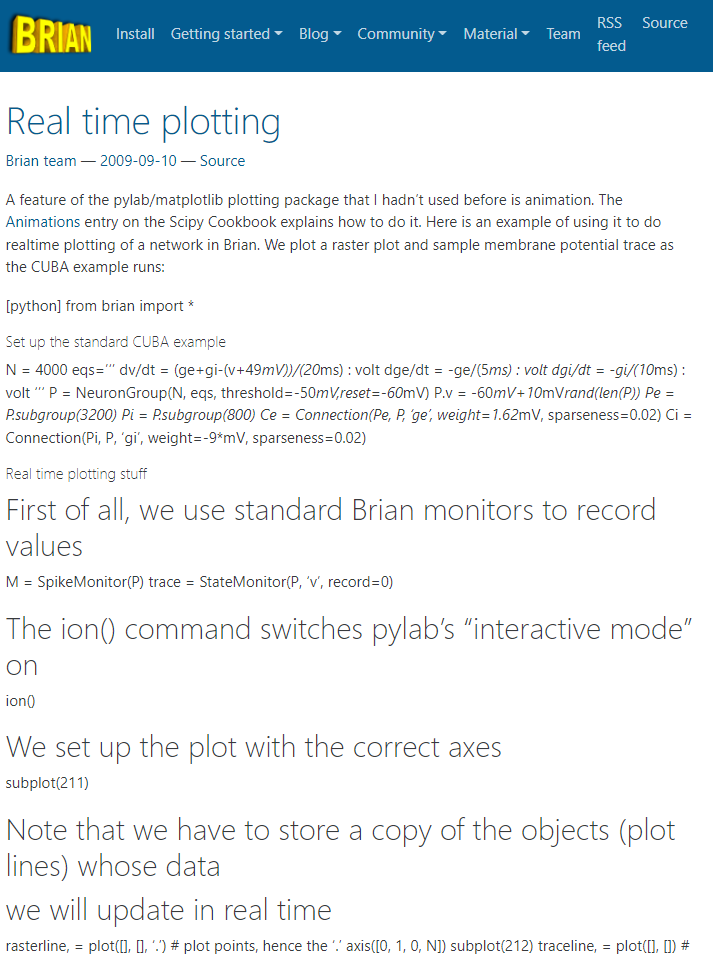 BRIAN Install Getting started Blog Community Material Team RSS feed Source
Real time plotting
Brian team — 2009-09-10 — Source
A feature of the pylab/matplotlib plotting package that I hadn’t used before is animation. The
Animations entry on the Scipy Cookbook explains how to do it. Here is an example of using it to do
realtime plotting of a network in Brian. We plot a raster plot and sample membrane potential trace as
the CUBA example runs:
[python] from brian import *
Set up the standard CUBA example
N = 4000 eqs=’’’ dv/dt = (ge+gi-(v+49mV))/(20ms) : volt dge/dt = -ge/(5ms) : volt dgi/dt = -gi/(10ms) :
volt ’’’ P = NeuronGroup(N, eqs, threshold=-50mV,reset=-60mV) P.v = -60mV+10mVrand(len(P)) Pe =
P.subgroup(3200) Pi = P.subgroup(800) Ce = Connection(Pe, P, ‘ge’, weight=1.62mV, sparseness=0.02) Ci =
Connection(Pi, P, ‘gi’, weight=-9*mV, sparseness=0.02)
Real time plotting stuff
First of all, we use standard Brian monitors to record
values
M = SpikeMonitor(P) trace = StateMonitor(P, ‘v’, record=0)
The ion() command switches pylab’s “interactive mode”
on
ion()
We set up the plot with the correct axes
subplot(211)
Note that we have to store a copy of the objects (plot
lines) whose data
we will update in real time
rasterline, = plot([], [], ‘.’) # plot points, hence the ‘.’ axis([0, 1, 0, N]) subplot(212) traceline, = plot([], []) #